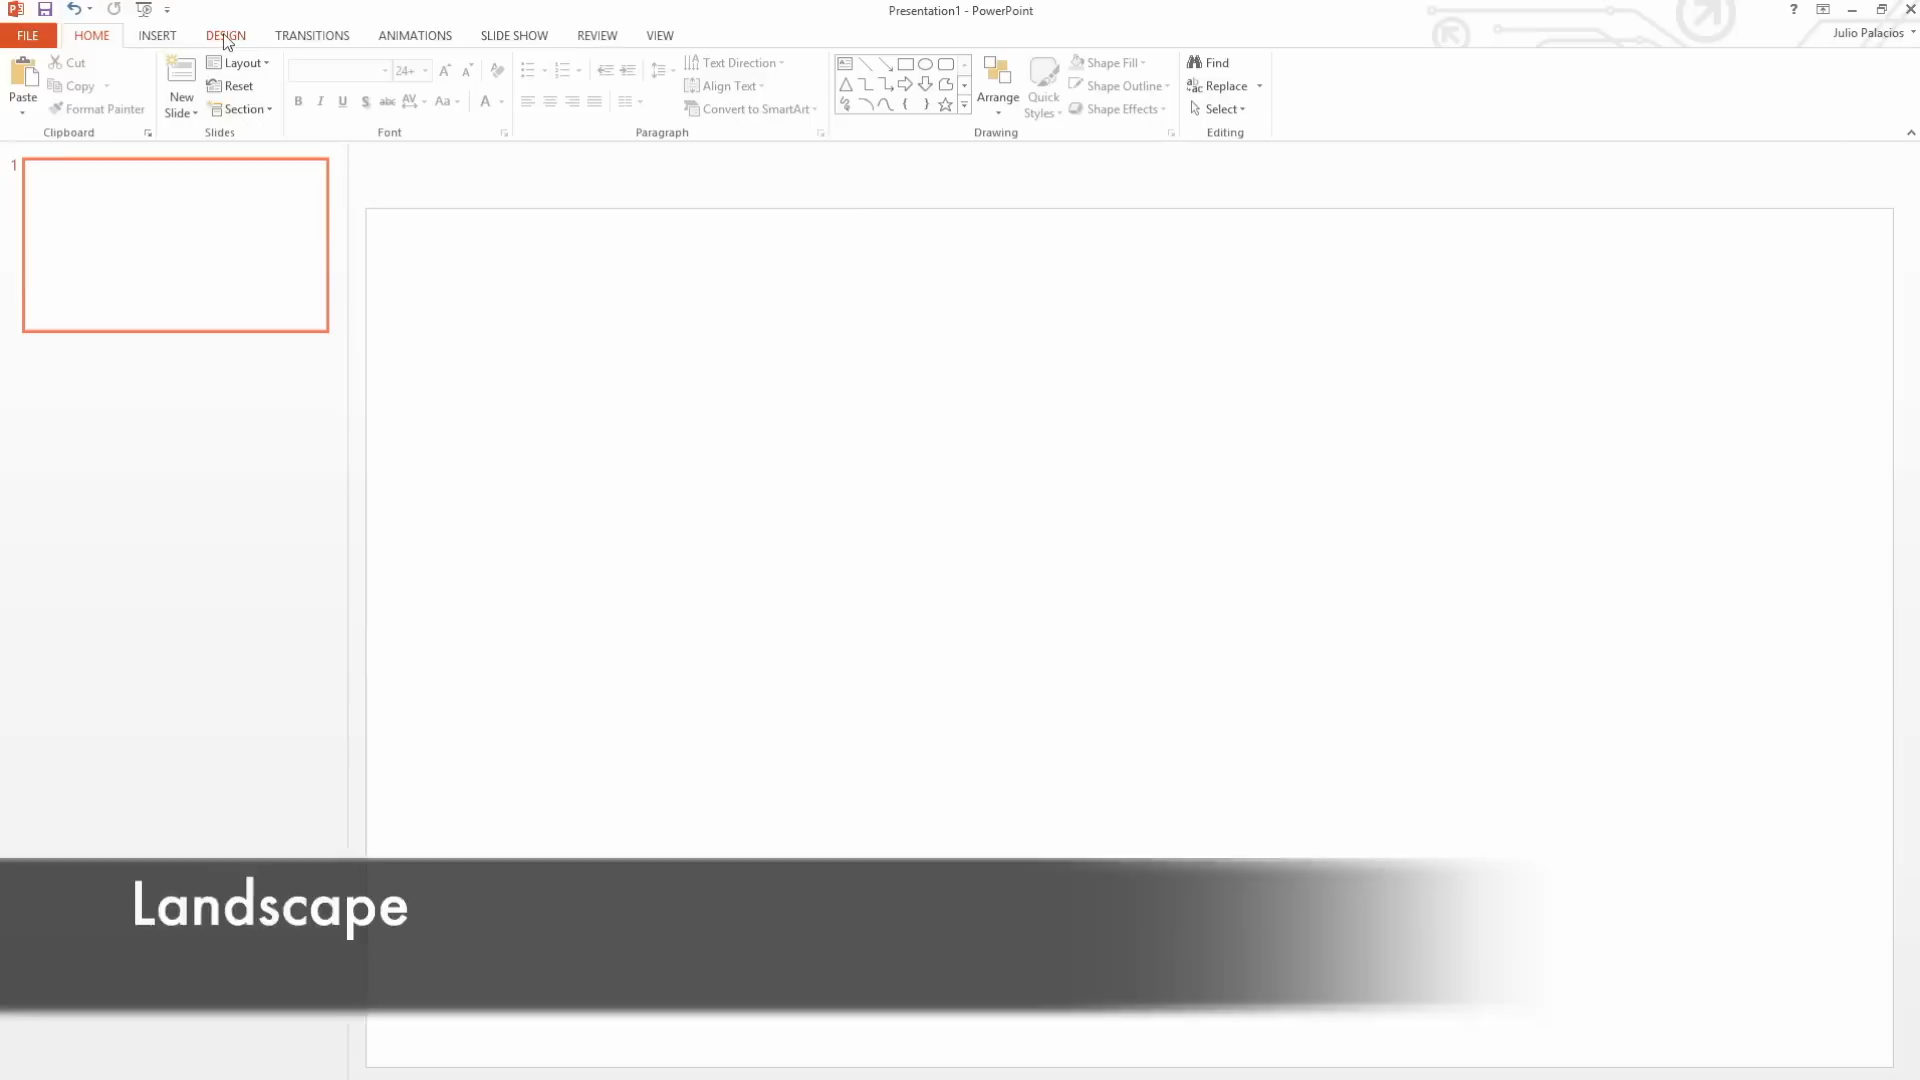 Presentation1 - PowerPoint
?
FILE HOME INSERT DESIGN TRANSITIONS ANIMATIONS SLIDE SHOW REVIEW VIEW Julio Palacios
Paste
Cut
Copy
Format Painter
Clipboard
New
Slide
Layout
Reset
Section
Slides
24+
B I U S abc AV Aa A
Font
Text Direction
Align Text
Convert to SmartArt
Paragraph
Arrange
Quick
Styles
Shape Fill
Shape Outline
Shape Effects
Drawing
Find
Replace
Select
Editing
1
Landscape